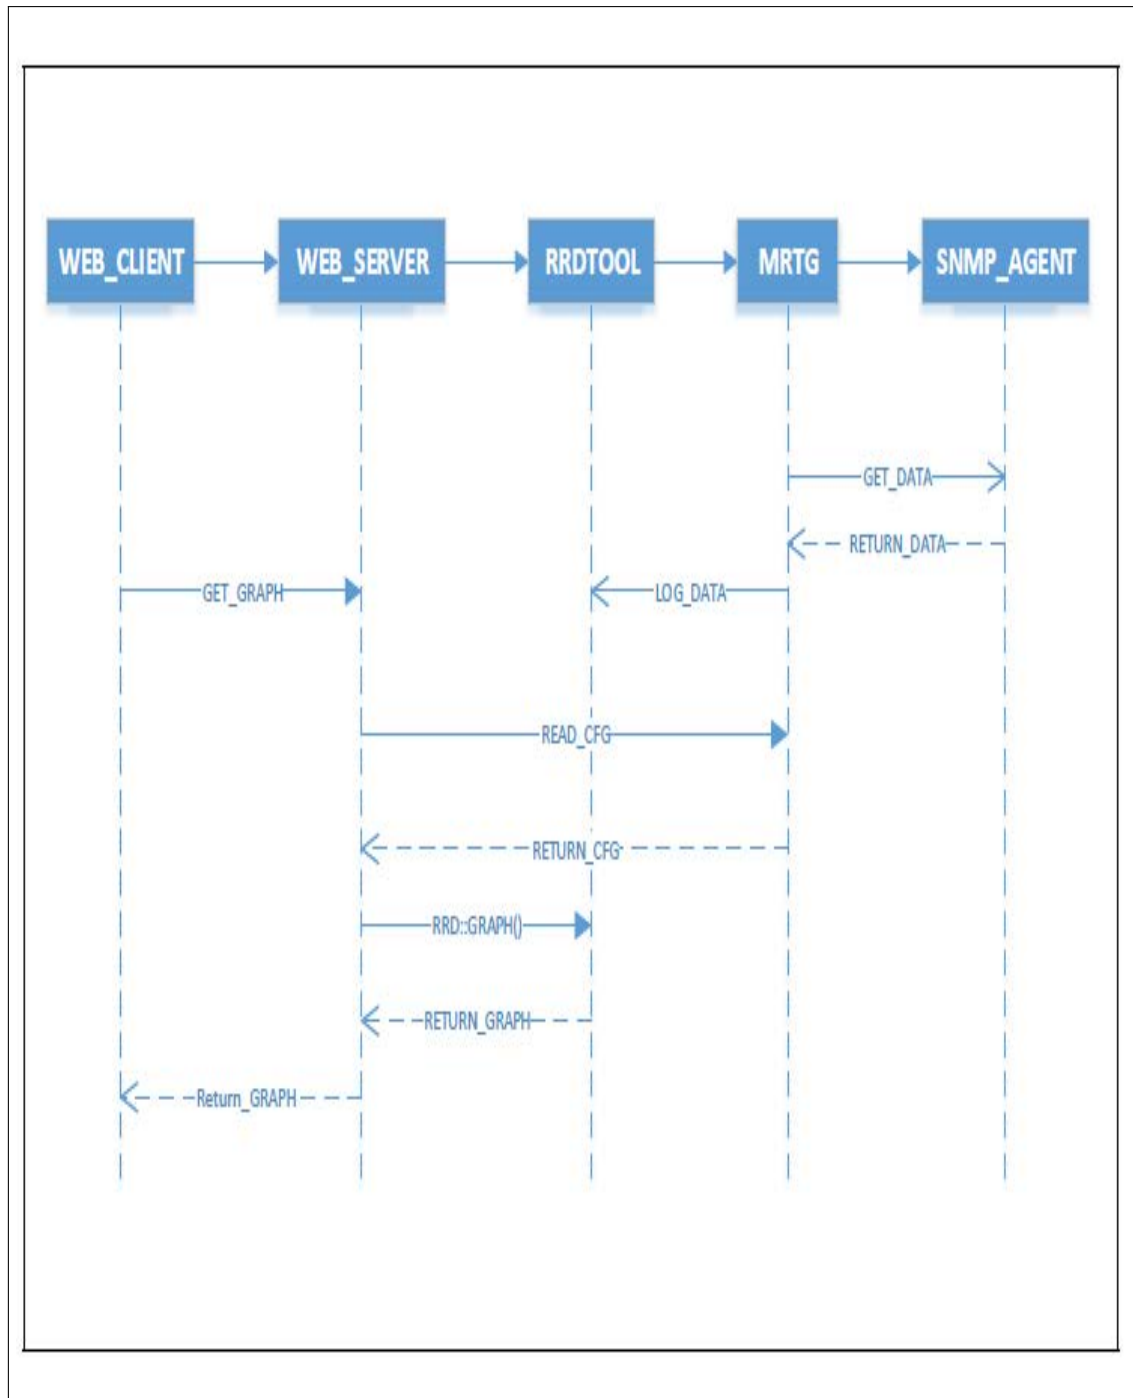 WEB_CLIENT
WEB_SERVER
RRDTOOL
MRTG
SNMP_AGENT
GET_DATA
RETURN_DATA
GET_GRAPH
LOG_DATA
READ_CFG
RETURN_CFG
RRD::GRAPH()
RETURN_GRAPH
Return_GRAPH